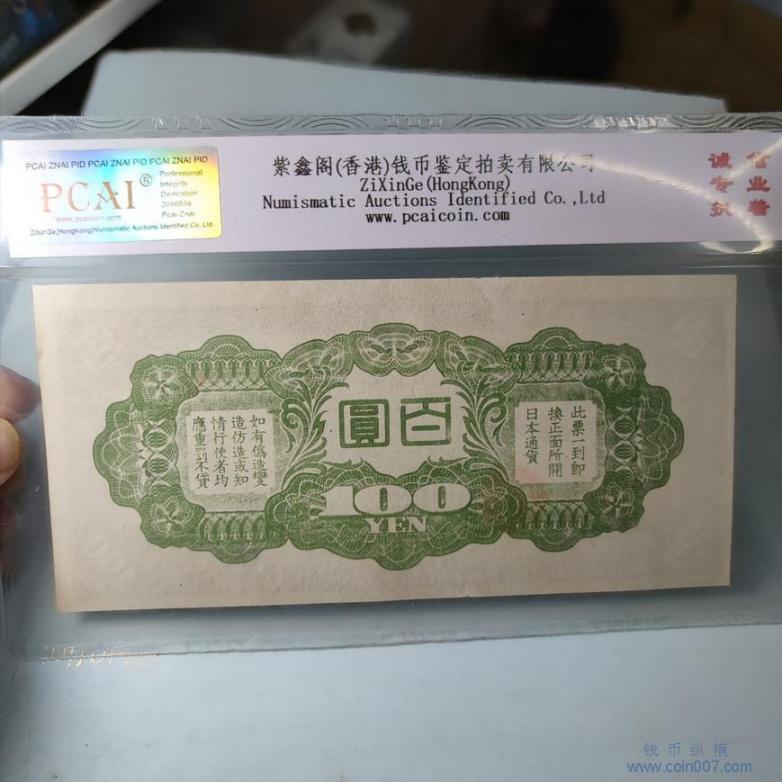 PCAI ZNAI PID PCAI ZNAI PID PCAI ZNAI PID
PCAI®
www.pcaicoin.com
Professional
Integrity
Dedication
2086854
Pcai-Znai
ZiXinGe(HongKong)Numismatic Auctions Identified Co.,Ltd
紫鑫阁(香港)钱币鉴定拍卖有限公司
ZiXinGe(HongKong)
Numismatic Auctions Identified Co.,Ltd
www.pcaicoin.com
诚信
专业
执着
此票一到即
換正面所開
日本通貨
百圓
如有僞造變
造仿造或知
情行使者均
應重罰不貸
100
YEN
钱币纵横
www.coin007.com